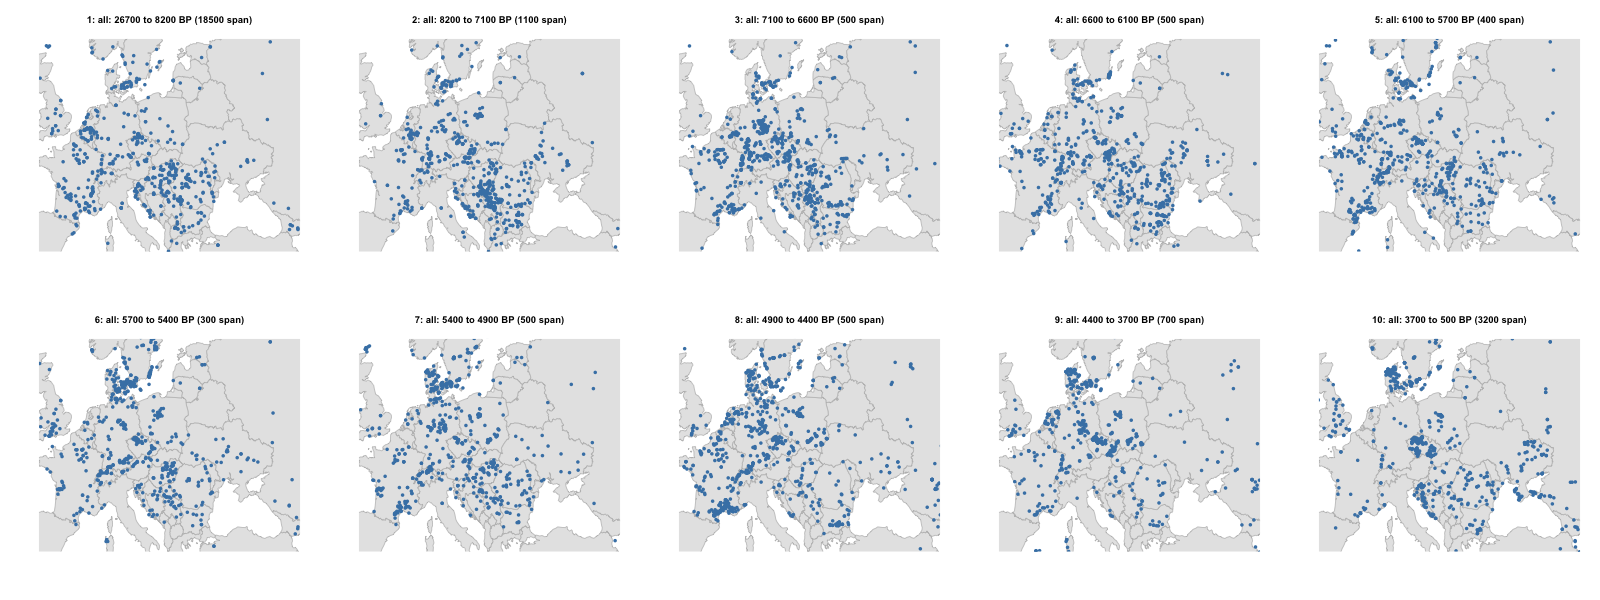 1: all: 26700 to 8200 BP (18500 span)
2: all: 8200 to 7100 BP (1100 span)
3: all: 7100 to 6600 BP (500 span)
4: all: 6600 to 6100 BP (500 span)
5: all: 6100 to 5700 BP (400 span)
6: all: 5700 to 5400 BP (300 span)
7: all: 5400 to 4900 BP (500 span)
8: all: 4900 to 4400 BP (500 span)
9: all: 4400 to 3700 BP (700 span)
10: all: 3700 to 500 BP (3200 span)